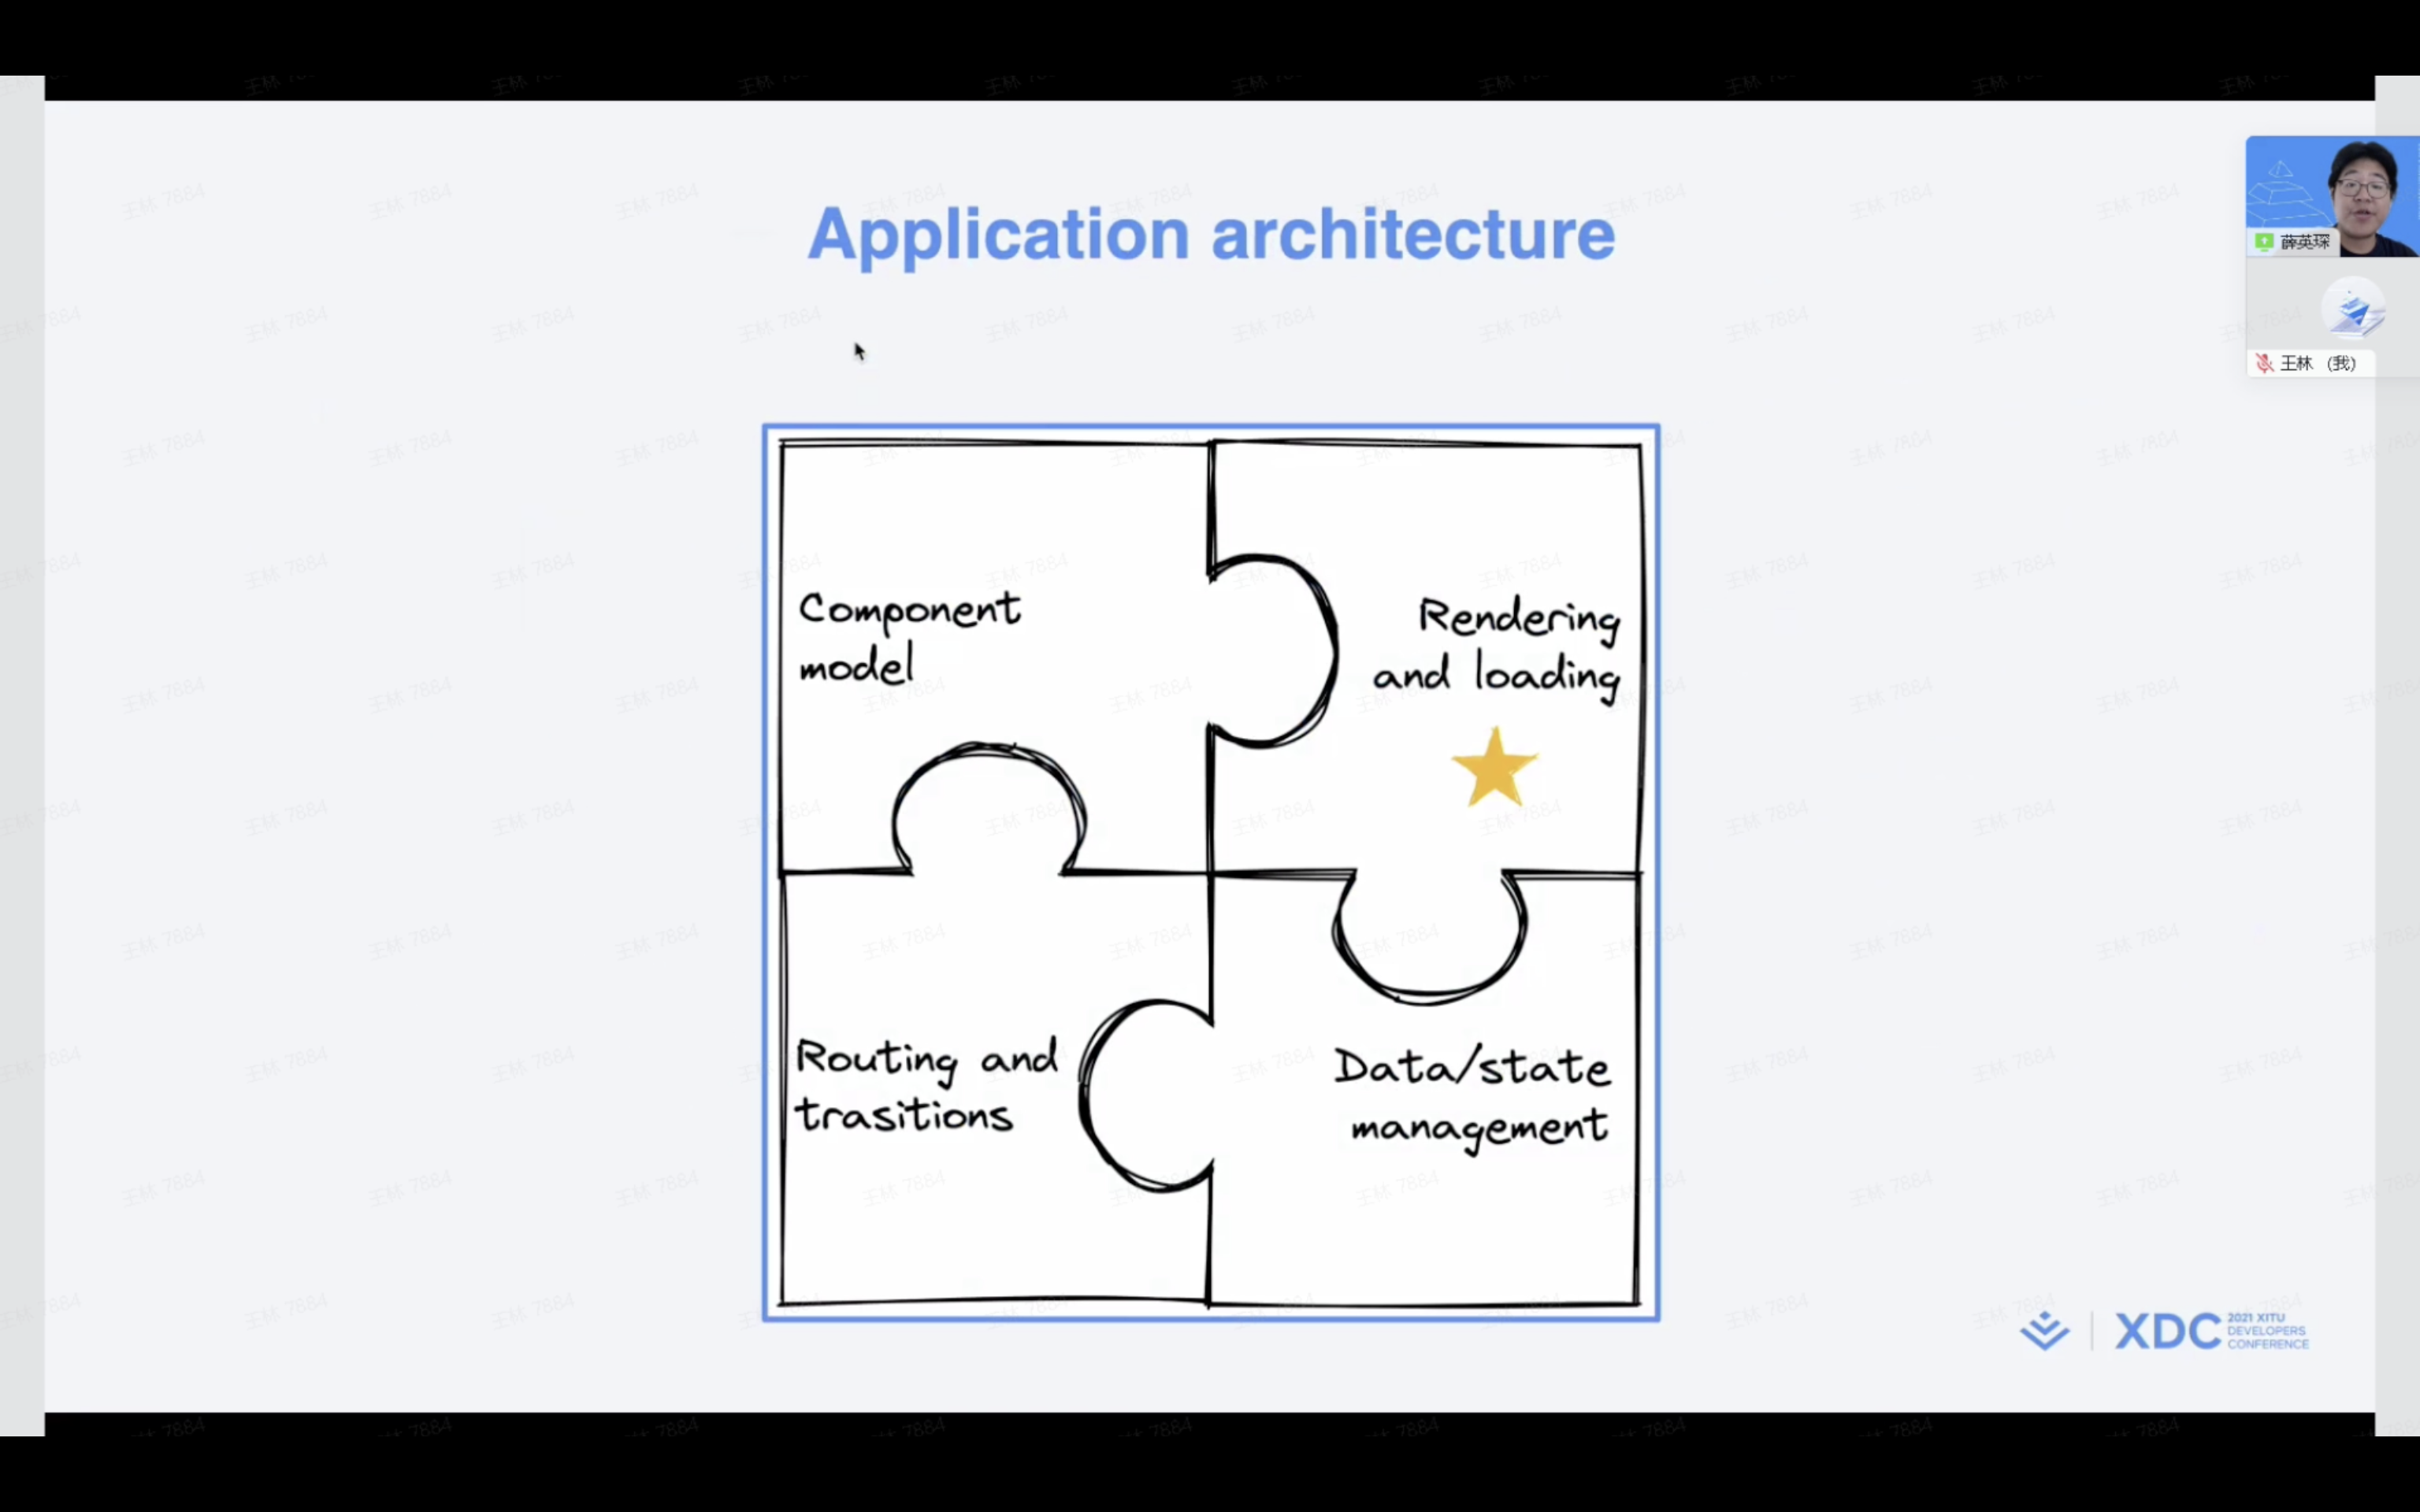 Application architecture
薛英琛
王林 (我)
Component
model
Rendering
and loading
Routing and
trasitions
Data/state
management
XDC
2021 XITU
DEVELOPERS
CONFERENCE
王林 7884